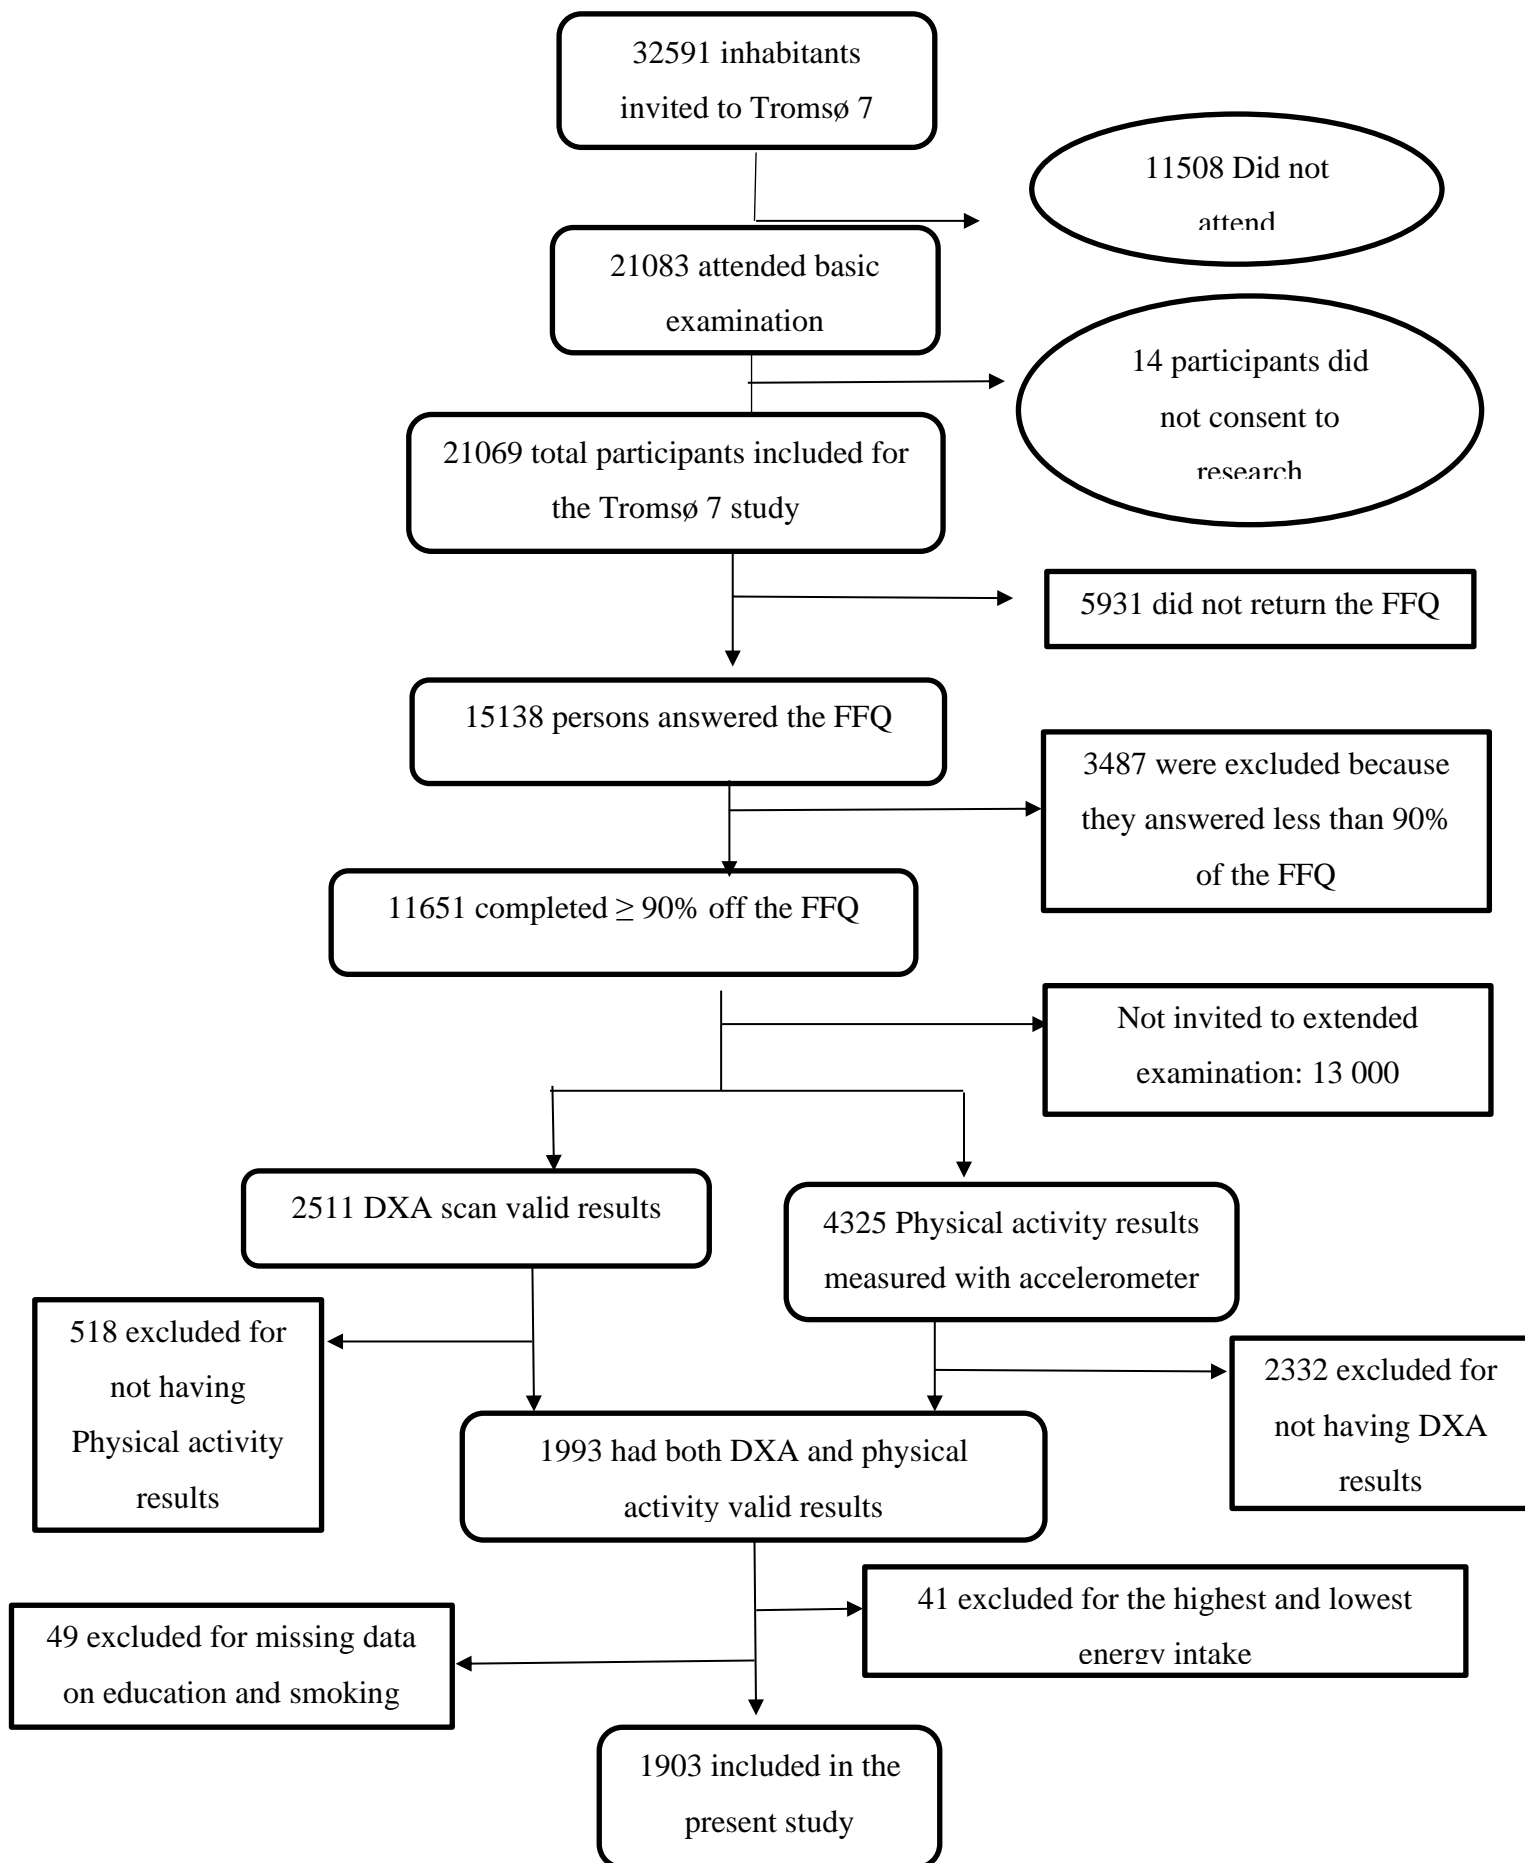 32591 inhabitants
invited to Tromsø 7
11508 Did not
attend
21083 attended basic
examination
14 participants did
not consent to
research
21069 total participants included for
the Tromsø 7 study
5931 did not return the FFQ
15138 persons answered the FFQ
3487 were excluded because
they answered less than 90%
of the FFQ
11651 completed ≥ 90% off the FFQ
Not invited to extended
examination: 13 000
2511 DXA scan valid results
4325 Physical activity results
measured with accelerometer
518 excluded for
not having
Physical activity
results
2332 excluded for
not having DXA
results
1993 had both DXA and physical
activity valid results
41 excluded for the highest and lowest
energy intake
49 excluded for missing data
on education and smoking
1903 included in the
present study